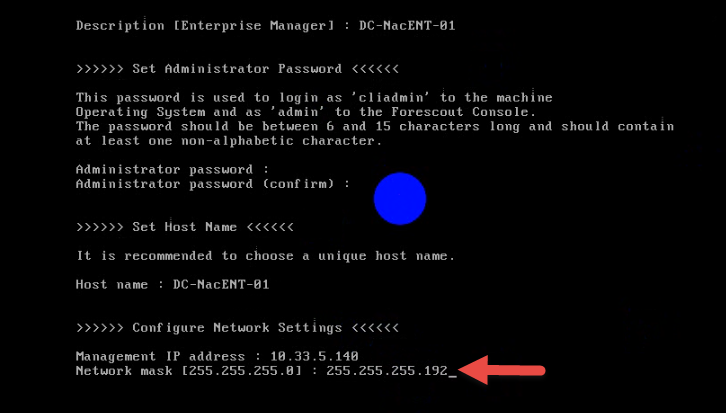 Description [Enterprise Manager] : DC-NacENT-01
>>>>>> Set Administrator Password <<<<<<
This password is used to login as 'cliadmin' to the machine
Operating System and as 'admin' to the Forescout Console.
The password should be between 6 and 15 characters long and should contain
at least one non-alphabetic character.
Administrator password :
Administrator password (confirm) :
>>>>>> Set Host Name <<<<<<
It is recommended to choose a unique host name.
Host name : DC-NacENT-01
>>>>>> Configure Network Settings <<<<<<
Management IP address : 10.33.5.140
Network mask [255.255.255.0] : 255.255.255.192_